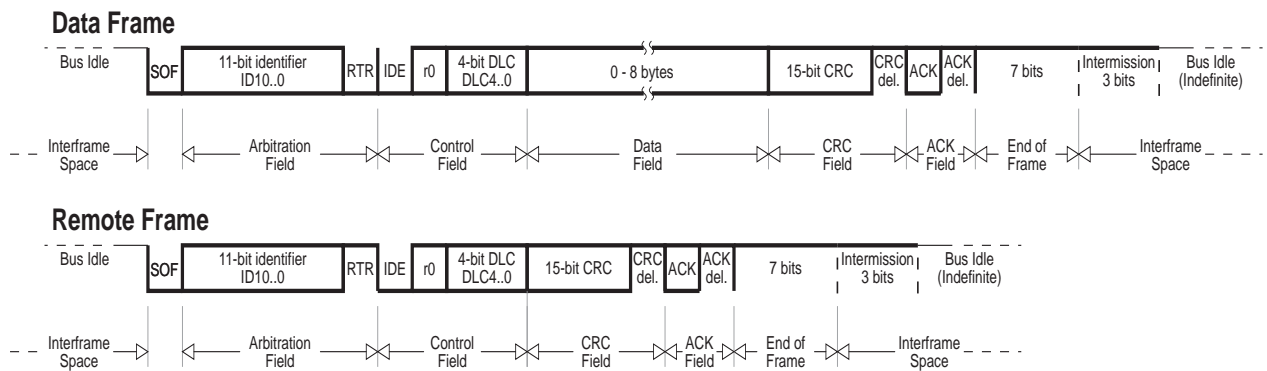 Data Frame
Bus Idle
SOF
11-bit identifier
ID10..0
RTR
IDE
r0
4-bit DLC
DLC4..0
0 - 8 bytes
15-bit CRC
CRC
del.
ACK
ACK
del.
7 bits
Intermission
3 bits
Bus Idle
(Indefinite)
Interframe
Space
Arbitration
Field
Control
Field
Data
Field
CRC
Field
ACK
Field
End of
Frame
Interframe
Space
Remote Frame
Bus Idle
SOF
11-bit identifier
ID10..0
RTR
IDE
r0
4-bit DLC
DLC4..0
15-bit CRC
CRC
del.
ACK
ACK
del.
7 bits
Intermission
3 bits
Bus Idle
(Indefinite)
Interframe
Space
Arbitration
Field
Control
Field
CRC
Field
ACK
Field
End of
Frame
Interframe
Space